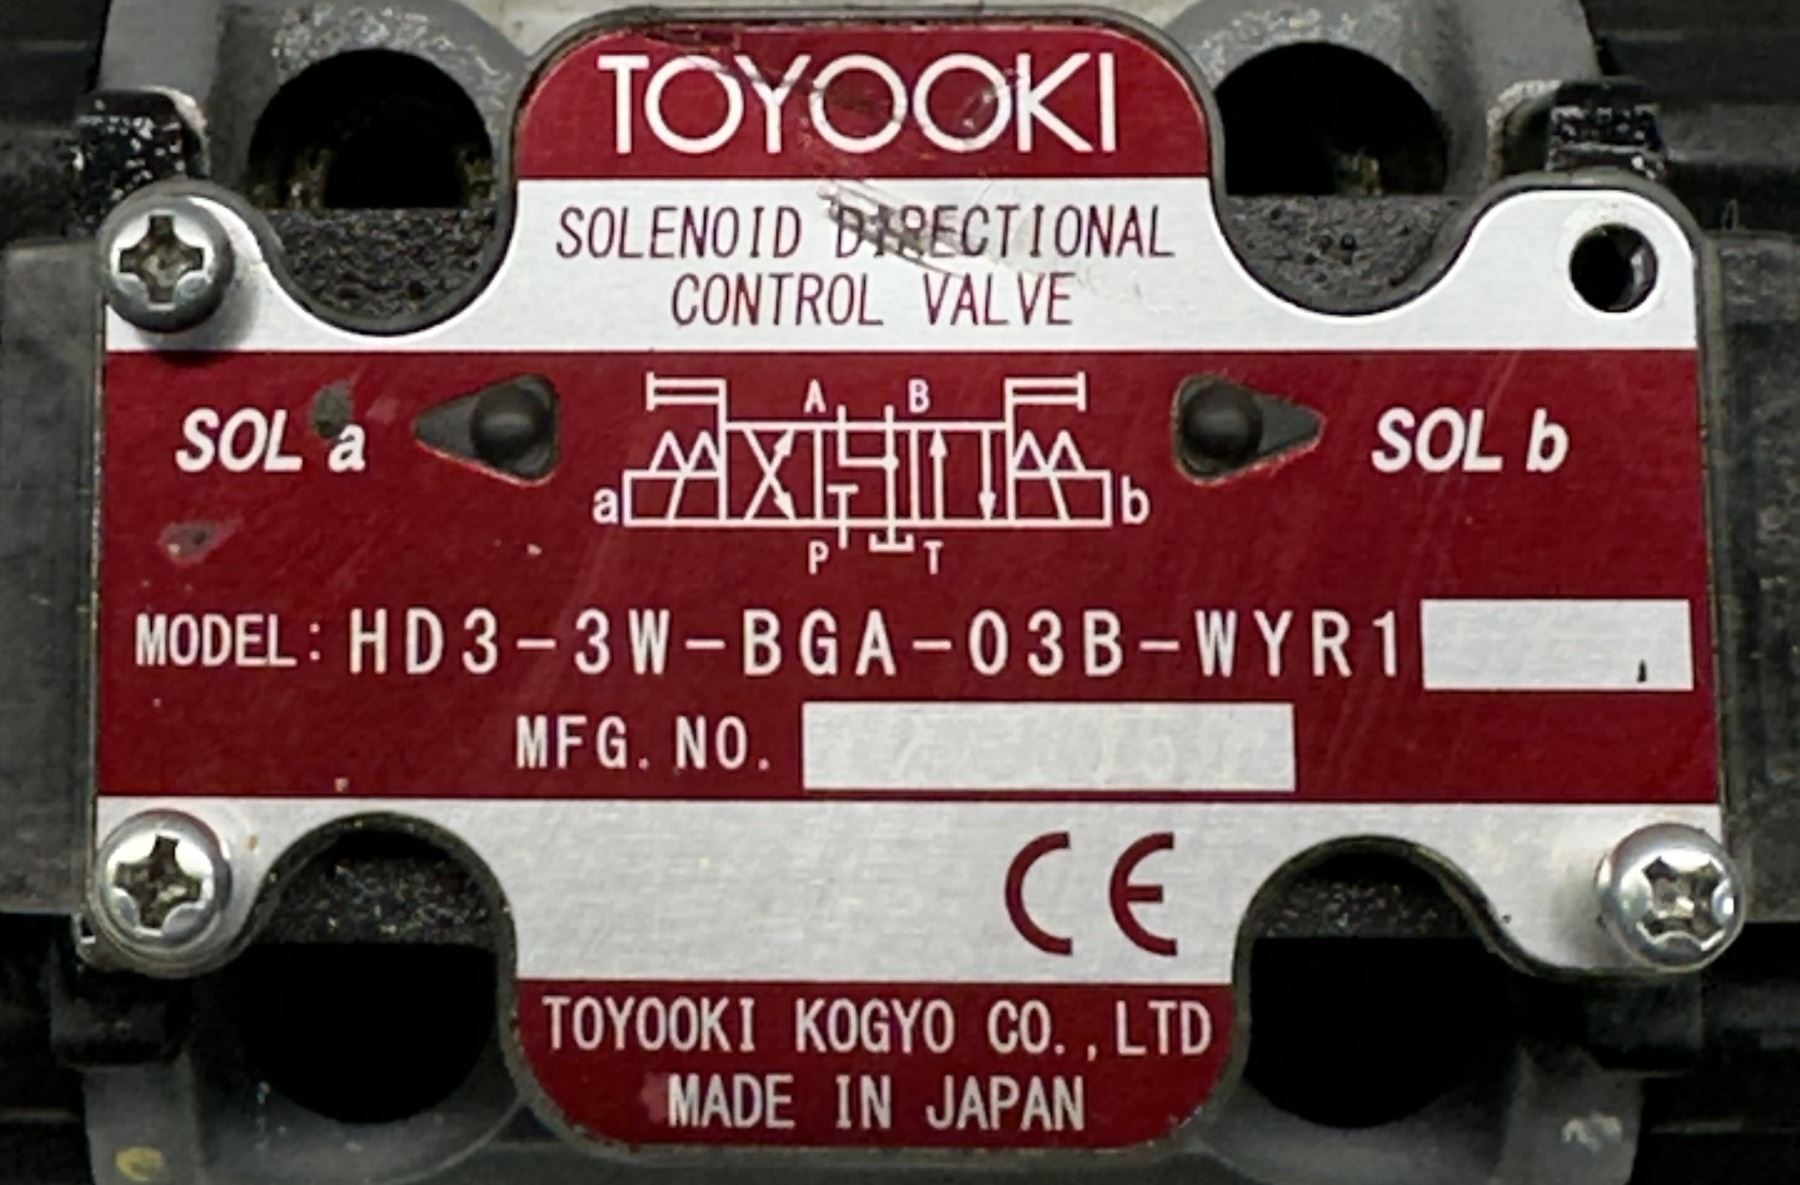 TOYOOKI
SOLENOID DIRECTIONAL
CONTROL VALVE
A B
SOL a
SOL b
a b
P T
MODEL: HD3-3W-BGA-03B-WYR1
MFG. NO.
CE
TOYOOKI KOGYO CO.,LTD
MADE IN JAPAN